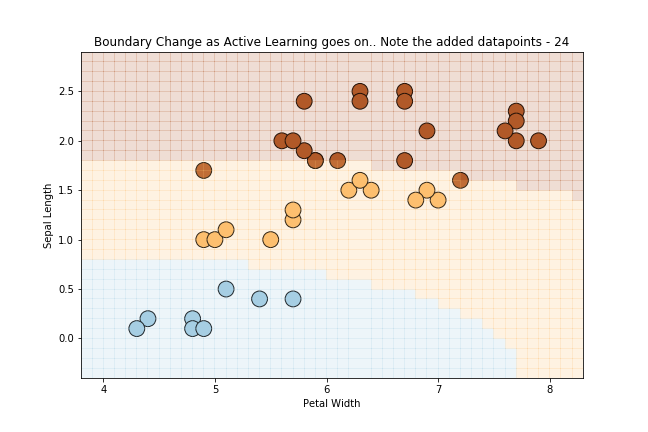 Boundary Change as Active Learning goes on.. Note the added datapoints - 24
2.5
2.0
1.5
1.0
0.5
0.0
Sepal Length
4 5 6 7 8
Petal Width